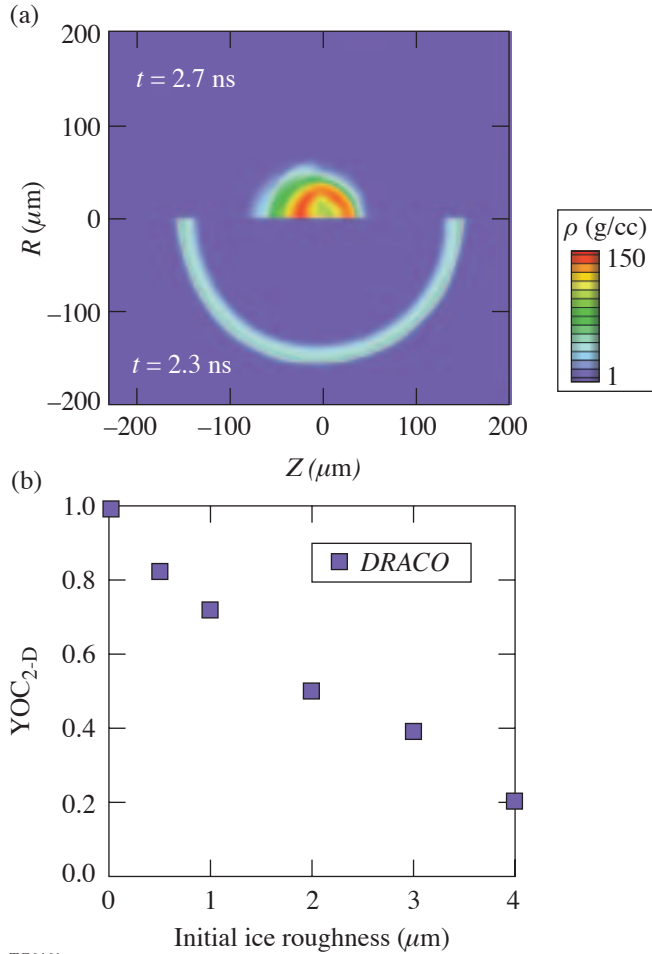 (a)
200
t = 2.7 ns
100
R (μm)
0
−100
t = 2.3 ns
−200
−200 −100 0 100 200
Z (μm)
ρ (g/cc)
150
1
(b)
1.0
DRACO
0.8
0.6
YOC2-D
0.4
0.2
0.0
0 1 2 3 4
Initial ice roughness (μm)